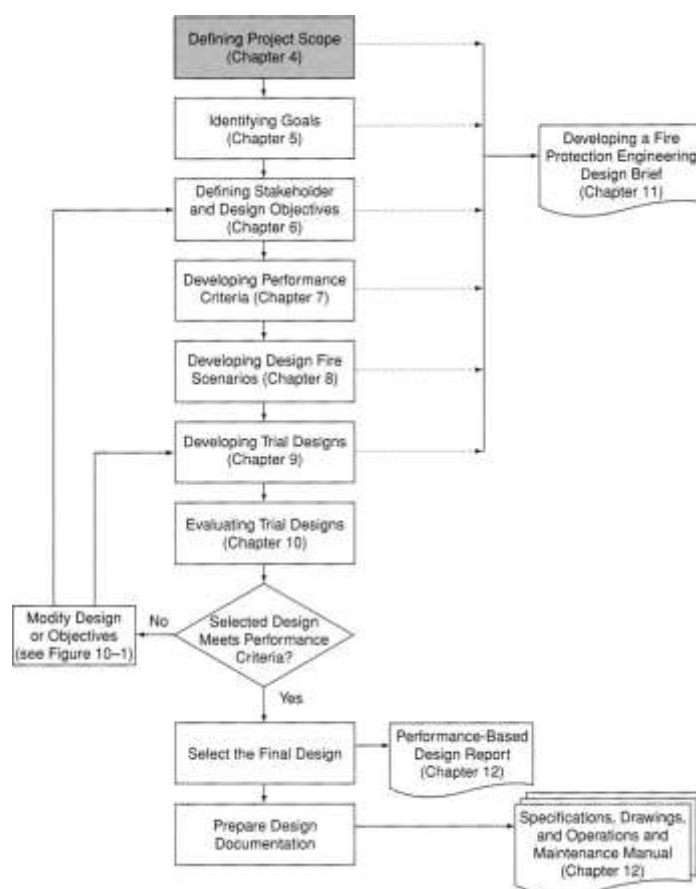 Defining Project Scope
(Chapter 4)
Identifying Goals
(Chapter 5)
Developing a Fire
Protection Engineering
Design Brief
(Chapter 11)
Defining Stakeholder
and Design Objectives
(Chapter 6)
Developing Performance
Criteria (Chapter 7)
Developing Design Fire
Scenarios (Chapter 8)
Developing Trial Designs
(Chapter 9)
Evaluating Trial Designs
(Chapter 10)
Modify Design
or Objectives
(see Figure 10–1)
No
Selected Design
Meets Performance
Criteria?
Yes
Select the Final Design
Performance-Based
Design Report
(Chapter 12)
Prepare Design
Documentation
Specifications, Drawings,
and Operations and
Maintenance Manual
(Chapter 12)